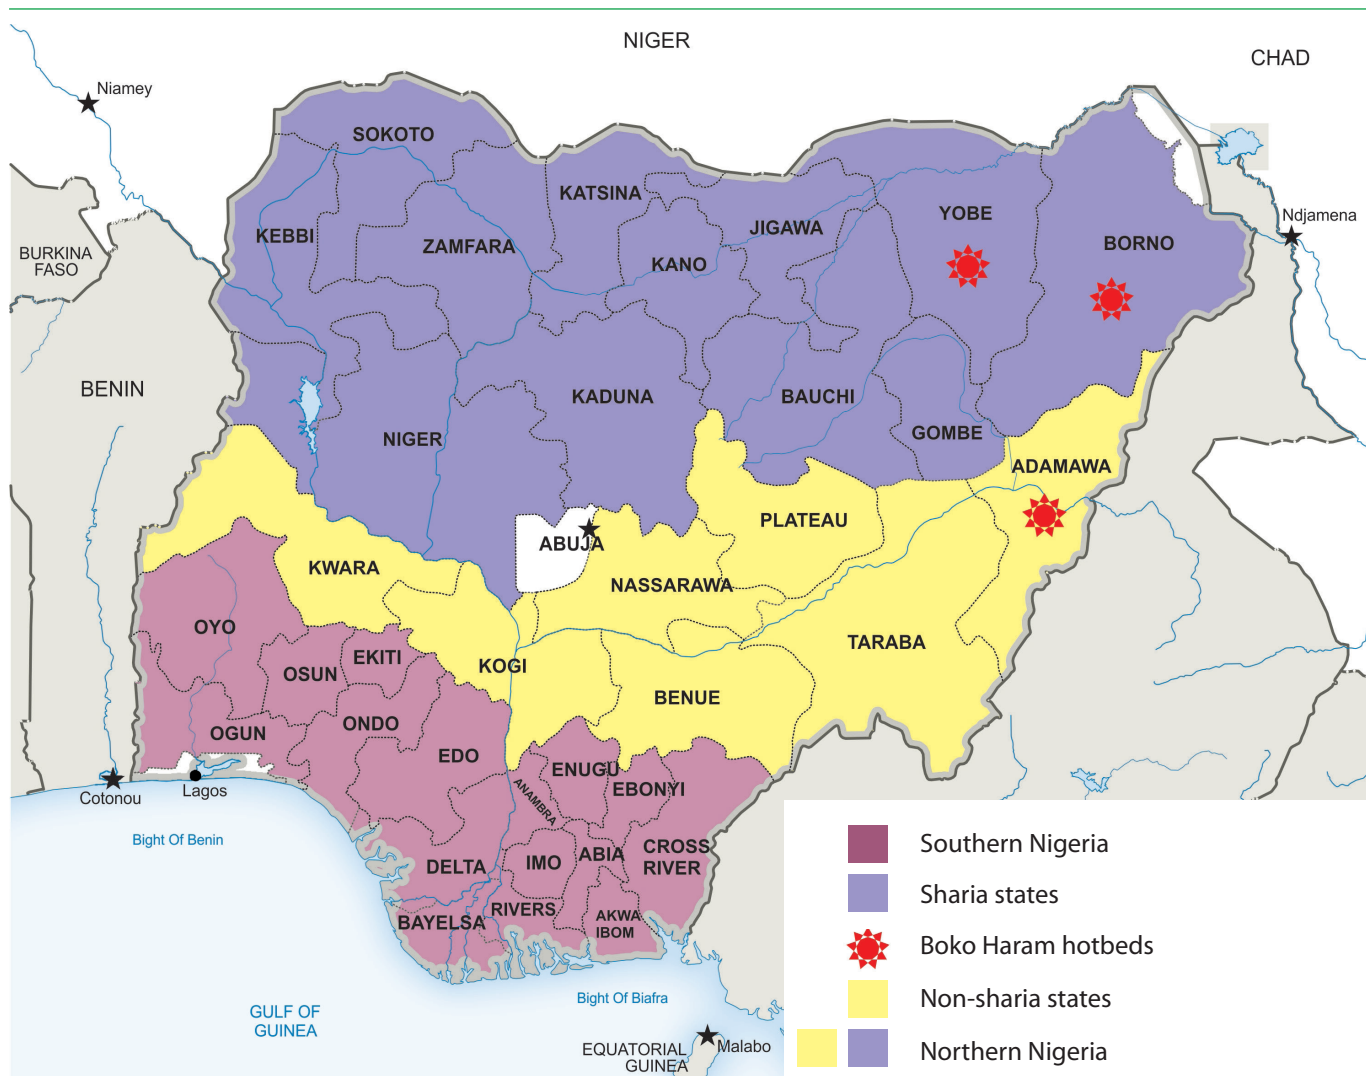 NIGER
CHAD
Niamey
SOKOTO
KATSINA
JIGAWA
YOBE
Ndjamena
KEBBI
ZAMFARA
KANO
BORNO
BURKINA
FASO
BENIN
KADUNA
BAUCHI
NIGER
GOMBE
ADAMAWA
PLATEAU
ABUJA
KWARA
NASSARAWA
OYO
TARABA
EKITI
OSUN
KOGI
BENUE
ONDO
OGUN
EDO
ENUGU
EBONYI
ANAMBRA
Cotonou
Lagos
Bight Of Benin
CROSS
RIVER
ABIA
IMO
DELTA
RIVERS
AKWA
IBOM
BAYELSA
Bight Of Biafra
GULF OF
GUINEA
EQUATORIAL
GUINEA
Malabo
Southern Nigeria
Sharia states
Boko Haram hotbeds
Non-sharia states
Northern Nigeria